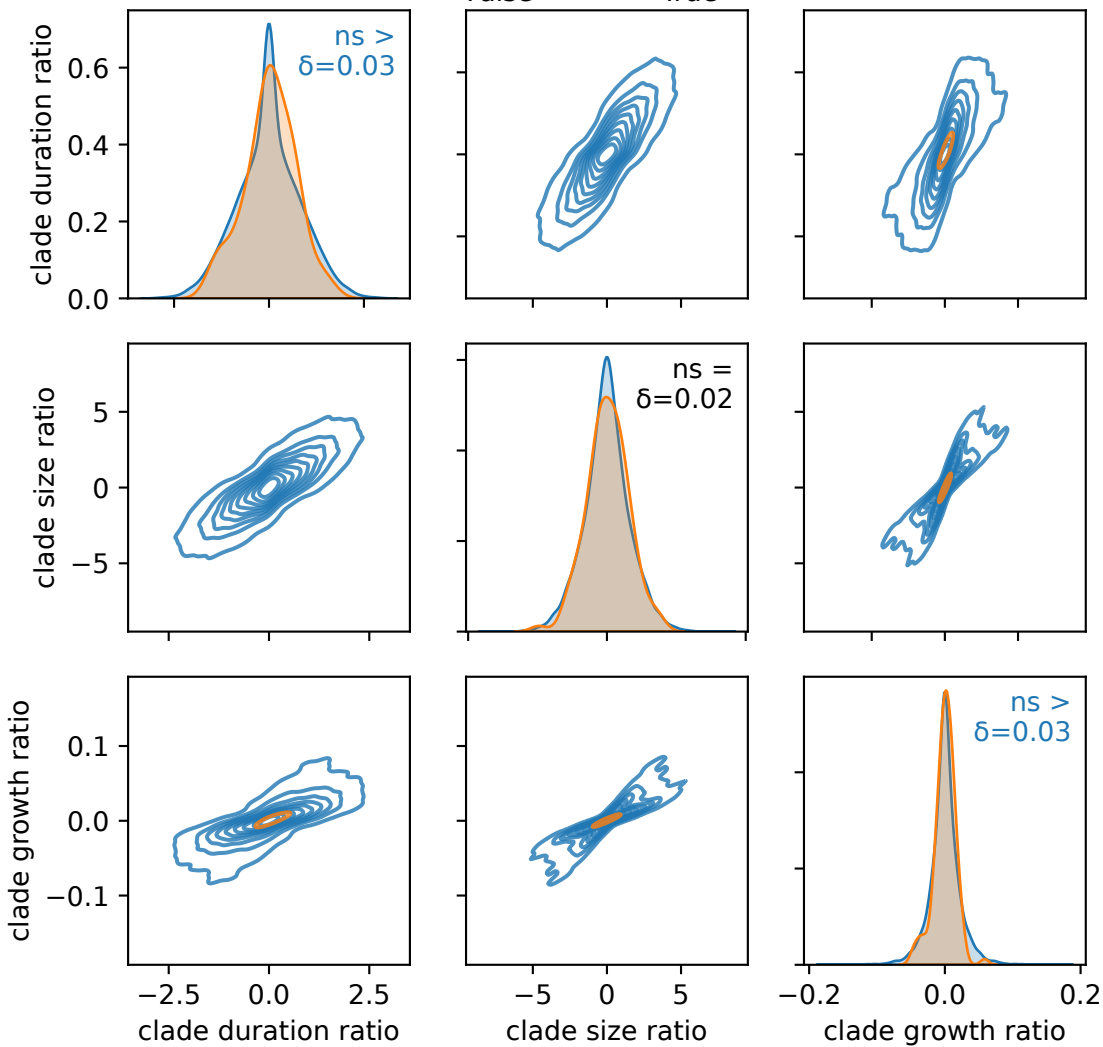 clade duration ratio
0.6
0.4
0.2
0.0
ns >
δ=0.03
clade size ratio
5
0
−5
−5
0
5
ns =
δ=0.02
clade growth ratio
0.1
0.0
−0.1
−2.5
0.0
2.5
clade duration ratio
−5
0
5
clade size ratio
ns >
δ=0.03
−0.2
0.0
0.2
clade growth ratio